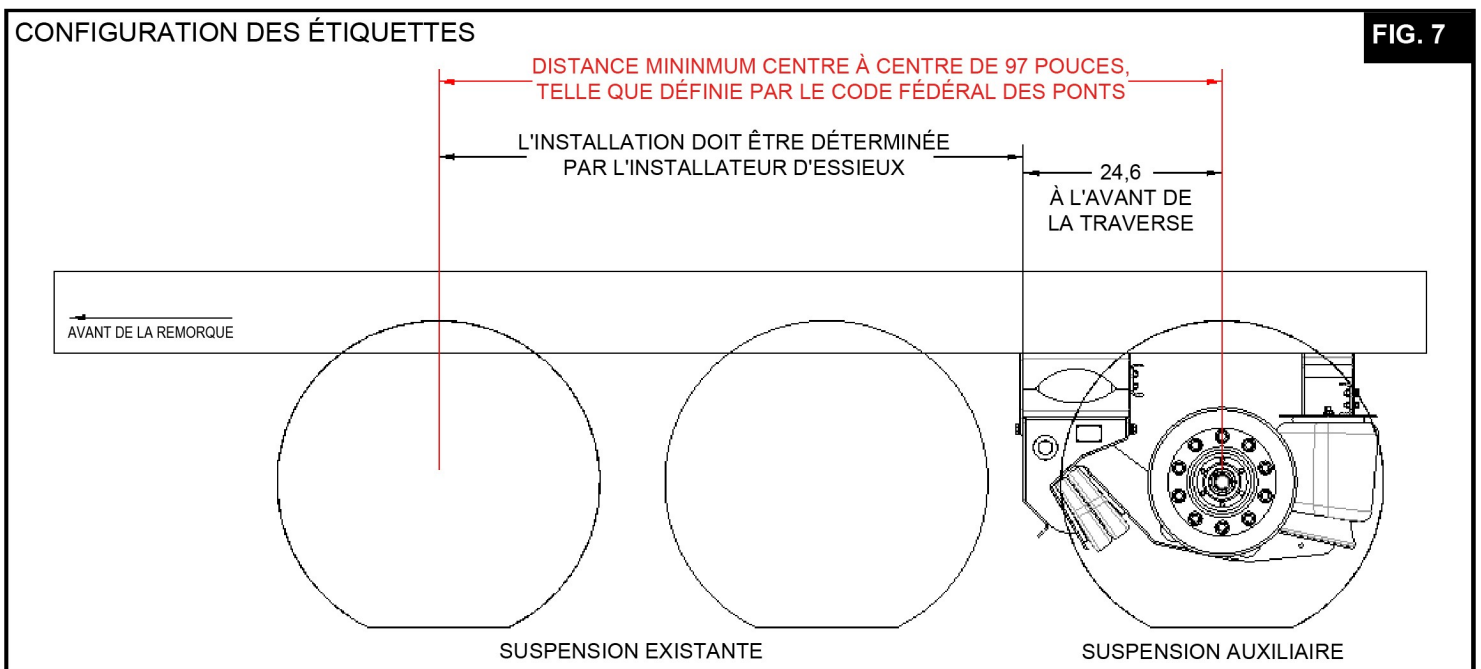 CONFIGURATION DES ÉTIQUETTES
FIG. 7
DISTANCE MININMUM CENTRE À CENTRE DE 97 POUCES,
TELLE QUE DÉFINIE PAR LE CODE FÉDÉRAL DES PONTS
L'INSTALLATION DOIT ÊTRE DÉTERMINÉE
PAR L'INSTALLATEUR D'ESSIEUX
24,6
À L'AVANT DE
LA TRAVERSE
AVANT DE LA REMORQUE
SUSPENSION EXISTANTE
SUSPENSION AUXILIAIRE